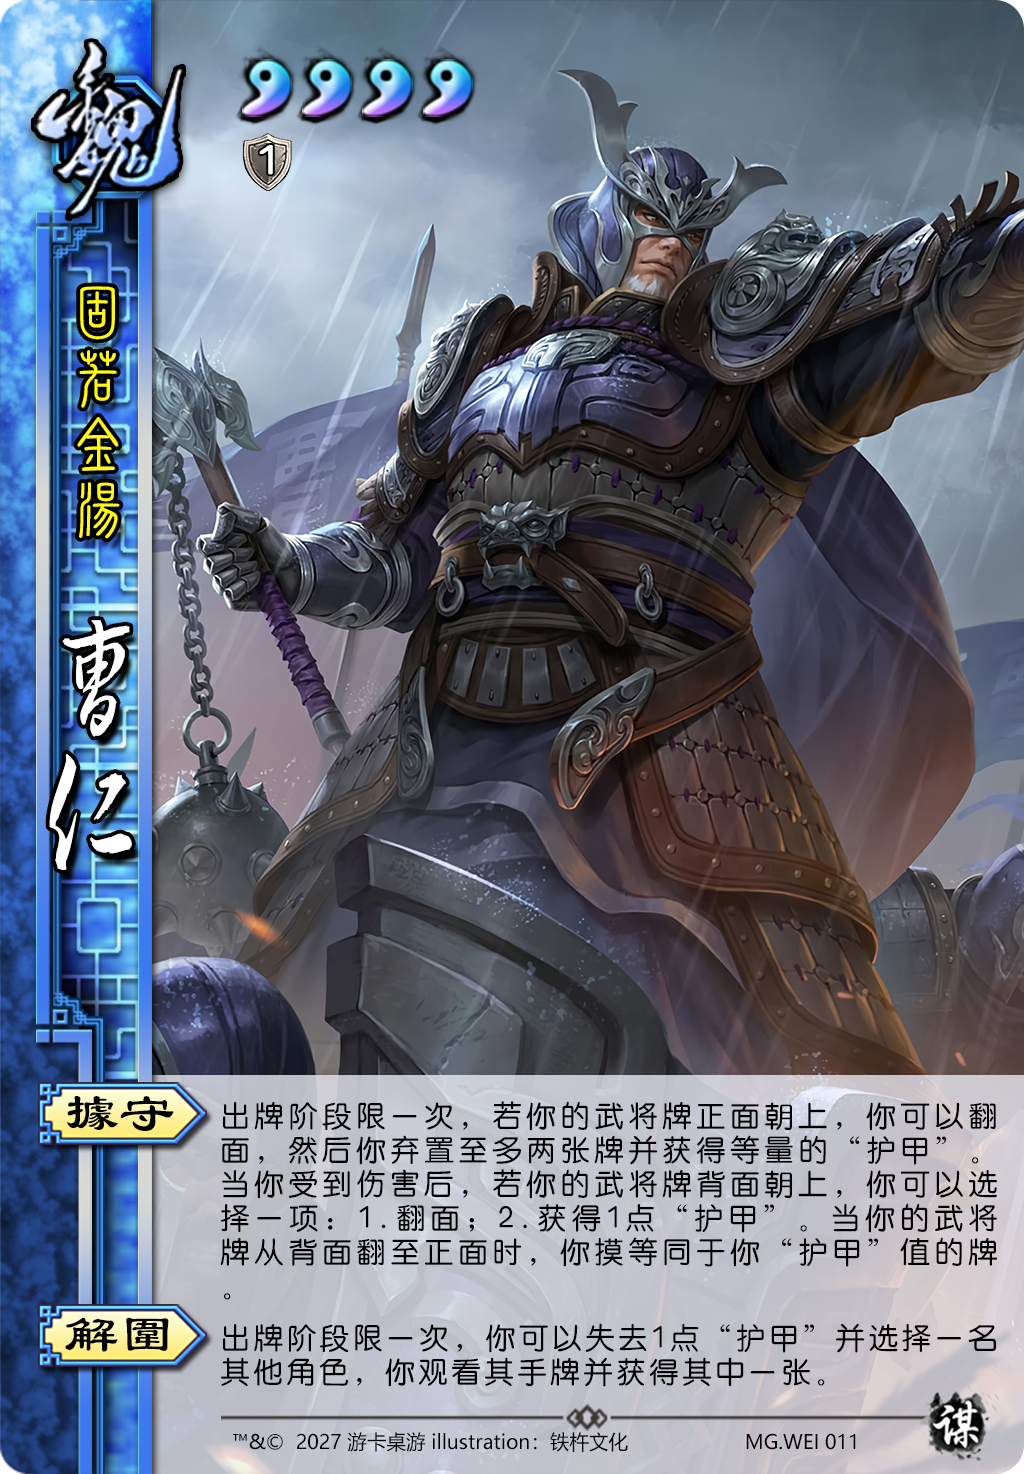 魏
1
固若金湯
曹仁
據守
出牌阶段限一次，若你的武将牌正面朝上，你可以翻
面，然后你弃置至多两张牌并获得等量的“护甲”。
当你受到伤害后，若你的武将牌背面朝上，你可以选
择一项：1.翻面；2.获得1点“护甲”。当你的武将
牌从背面翻至正面时，你摸等同于你“护甲”值的牌
。
解圍
出牌阶段限一次，你可以失去1点“护甲”并选择一名
其他角色，你观看其手牌并获得其中一张。
谋
™&© 2027 游卡桌游 illustration：铁杵文化 MG.WEI 011